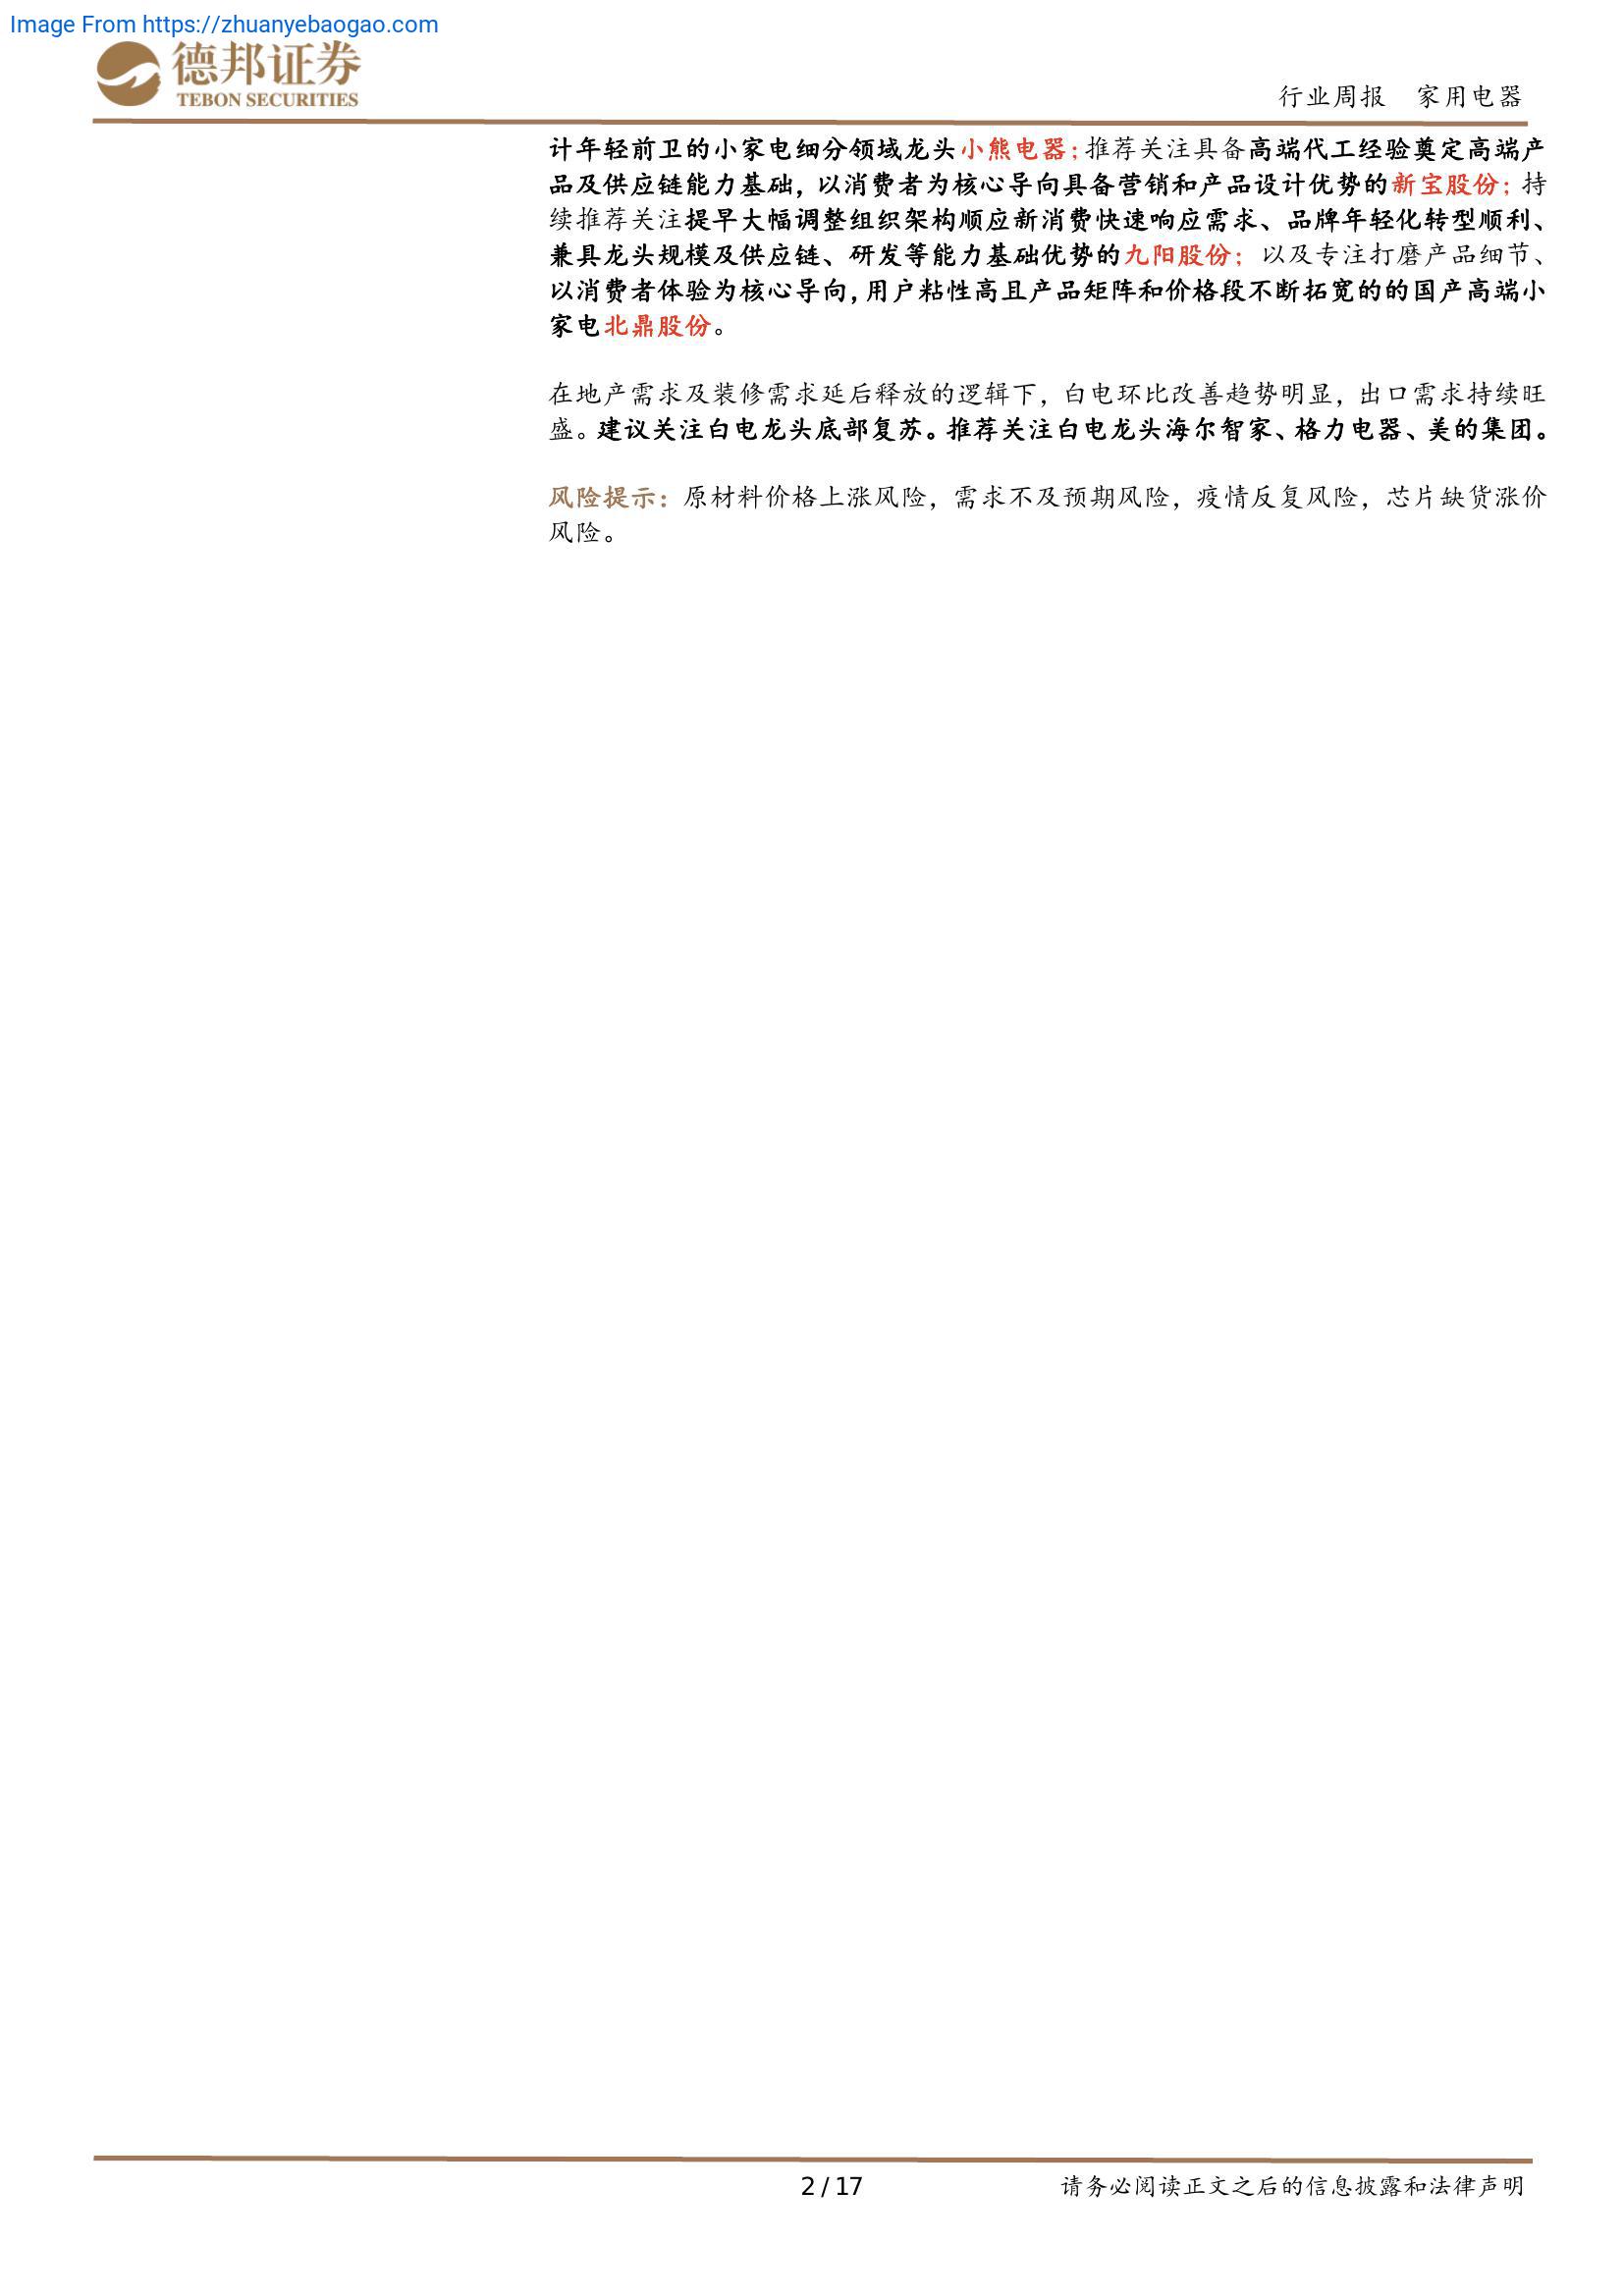 Image From https://zhuanyebaogao.com
德邦证券
TEBON SECURITIES
行业周报 家用电器
计年轻前卫的小家电细分领域龙头小熊电器;推荐关注具备高端代工经验奠定高端产
品及供应链能力基础，以消费者为核心导向具备营销和产品设计优势的新宝股份；持
续推荐关注提早大幅调整组织架构顺应新消费快速响应需求、品牌年轻化转型顺利、
兼具龙头规模及供应链、研发等能力基础优势的九阳股份；以及专注打磨产品细节、
以消费者体验为核心导向，用户粘性高且产品矩阵和价格段不断拓宽的的国产高端小
家电北鼎股份。
在地产需求及装修需求延后释放的逻辑下，白电环比改善趋势明显，出口需求持续旺
盛。建议关注白电龙头底部复苏。推荐关注白电龙头海尔智家、格力电器、美的集团。
风险提示：原材料价格上涨风险，需求不及预期风险，疫情反复风险，芯片缺货涨价
风险。
2 / 17
请务必阅读正文之后的信息披露和法律声明